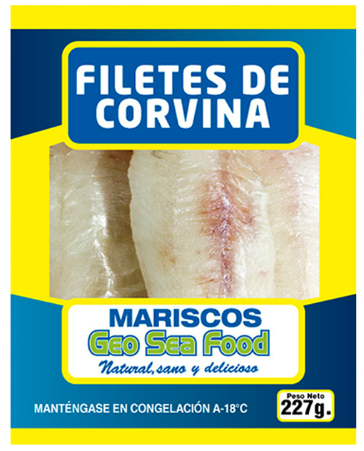 FILETES DE
CORVINA
MARISCOS
Geo Sea Food
Natural, sano y delicioso
MANTÉNGASE EN CONGELACIÓN A-18°C
Peso Neto
227g.